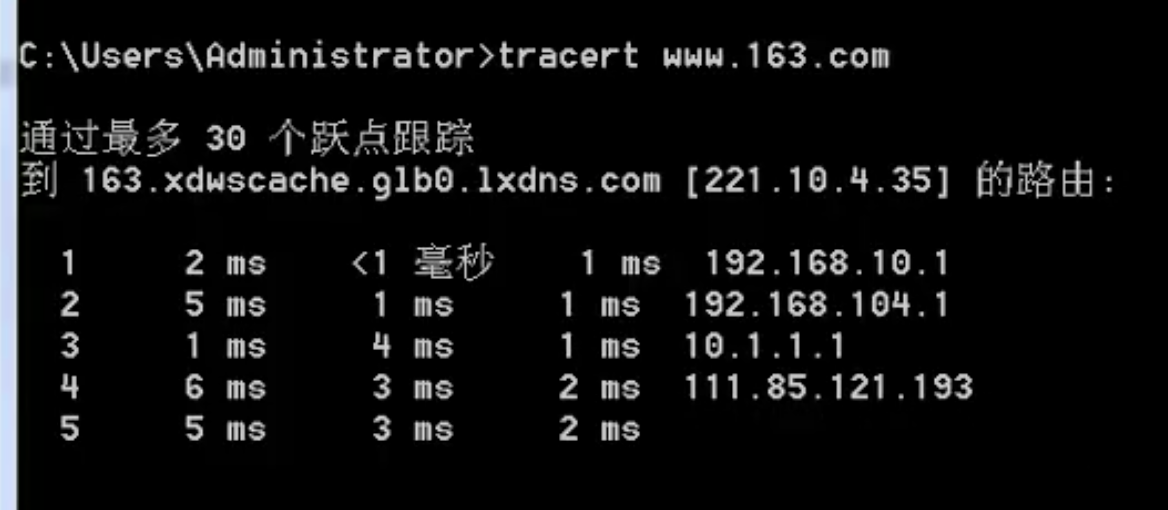 C:\Users\Administrator>tracert www.163.com
通过最多 30 个跃点跟踪
到 163.xdwscache.glb0.lxdns.com [221.10.4.35] 的路由:
1 2 ms <1 毫秒 1 ms 192.168.10.1
2 5 ms 1 ms 1 ms 192.168.104.1
3 1 ms 4 ms 1 ms 10.1.1.1
4 6 ms 3 ms 2 ms 111.85.121.193
5 5 ms 3 ms 2 ms